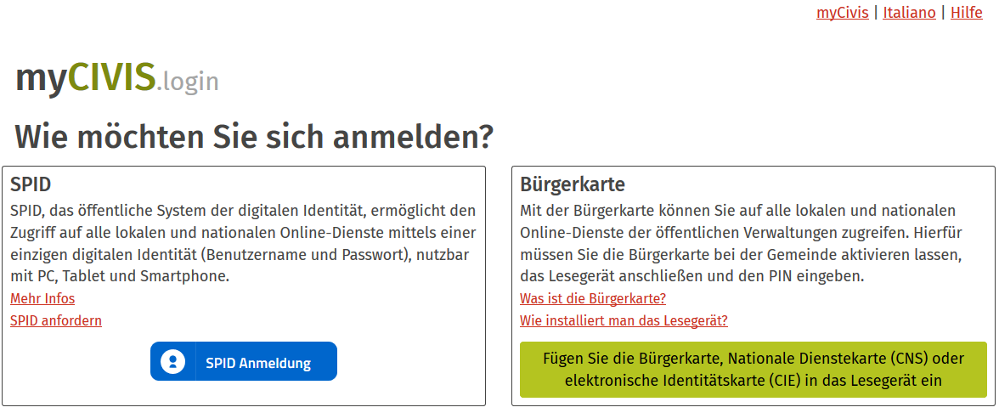 myCivis | Italiano | Hilfe
myCIVIS.login
Wie möchten Sie sich anmelden?
SPID
SPID, das öffentliche System der digitalen Identität, ermöglicht den
Zugriff auf alle lokalen und nationalen Online-Dienste mittels einer
einzigen digitalen Identität (Benutzername und Passwort), nutzbar
mit PC, Tablet und Smartphone.
Mehr Infos
SPID anfordern
SPID Anmeldung
Bürgerkarte
Mit der Bürgerkarte können Sie auf alle lokalen und nationalen
Online-Dienste der öffentlichen Verwaltungen zugreifen. Hierfür
müssen Sie die Bürgerkarte bei der Gemeinde aktivieren lassen,
das Lesegerät anschließen und den PIN eingeben.
Was ist die Bürgerkarte?
Wie installiert man das Lesegerät?
Fügen Sie die Bürgerkarte, Nationale Dienstekarte (CNS) oder
elektronische Identitätskarte (CIE) in das Lesegerät ein